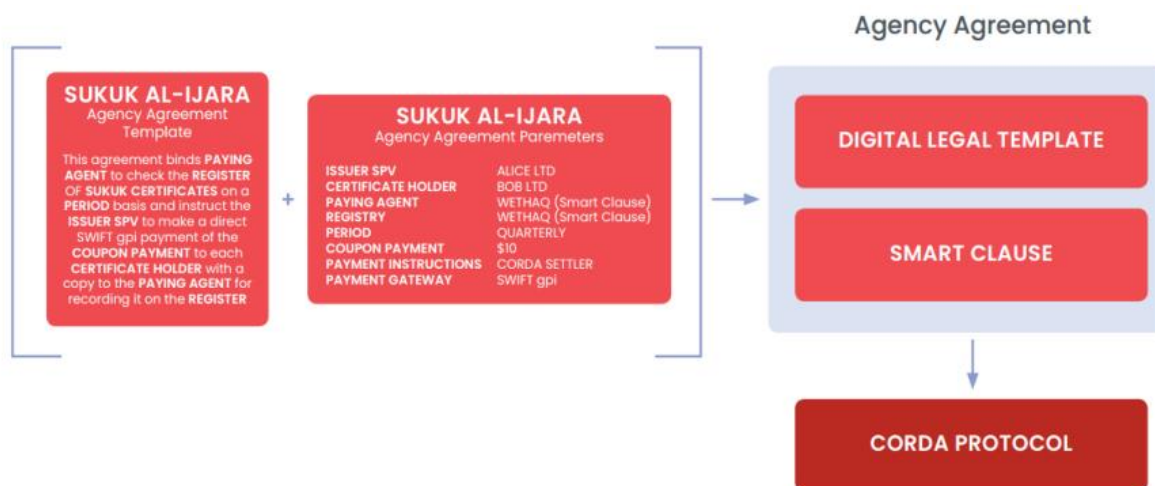 Agency Agreement
SUKUK AL-IJARA
Agency Agreement
Template
This agreement binds PAYING
AGENT to check the REGISTER
OF SUKUK CERTIFICATES on a
PERIOD basis and instruct the
ISSUER SPV to make a direct
SWIFT gpi payment of the
COUPON PAYMENT to each
CERTIFICATE HOLDER with a
copy to the PAYING AGENT for
recording it on the REGISTER
+
SUKUK AL-IJARA
Agency Agreement Paremeters
ISSUER SPV ALICE LTD
CERTIFICATE HOLDER BOB LTD
PAYING AGENT WETHAQ (Smart Clause)
REGISTRY WETHAQ (Smart Clause)
PERIOD QUARTERLY
COUPON PAYMENT $10
PAYMENT INSTRUCTIONS CORDA SETTLER
PAYMENT GATEWAY SWIFT gpi
DIGITAL LEGAL TEMPLATE
SMART CLAUSE
CORDA PROTOCOL